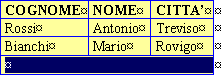 COGNOME¤ NOME¤ CITTA'¤ ¤
Rossi¤ Antonio¤ Treviso¤ ¤
Bianchi¤ Mario¤ Rovigo¤ ¤
¤